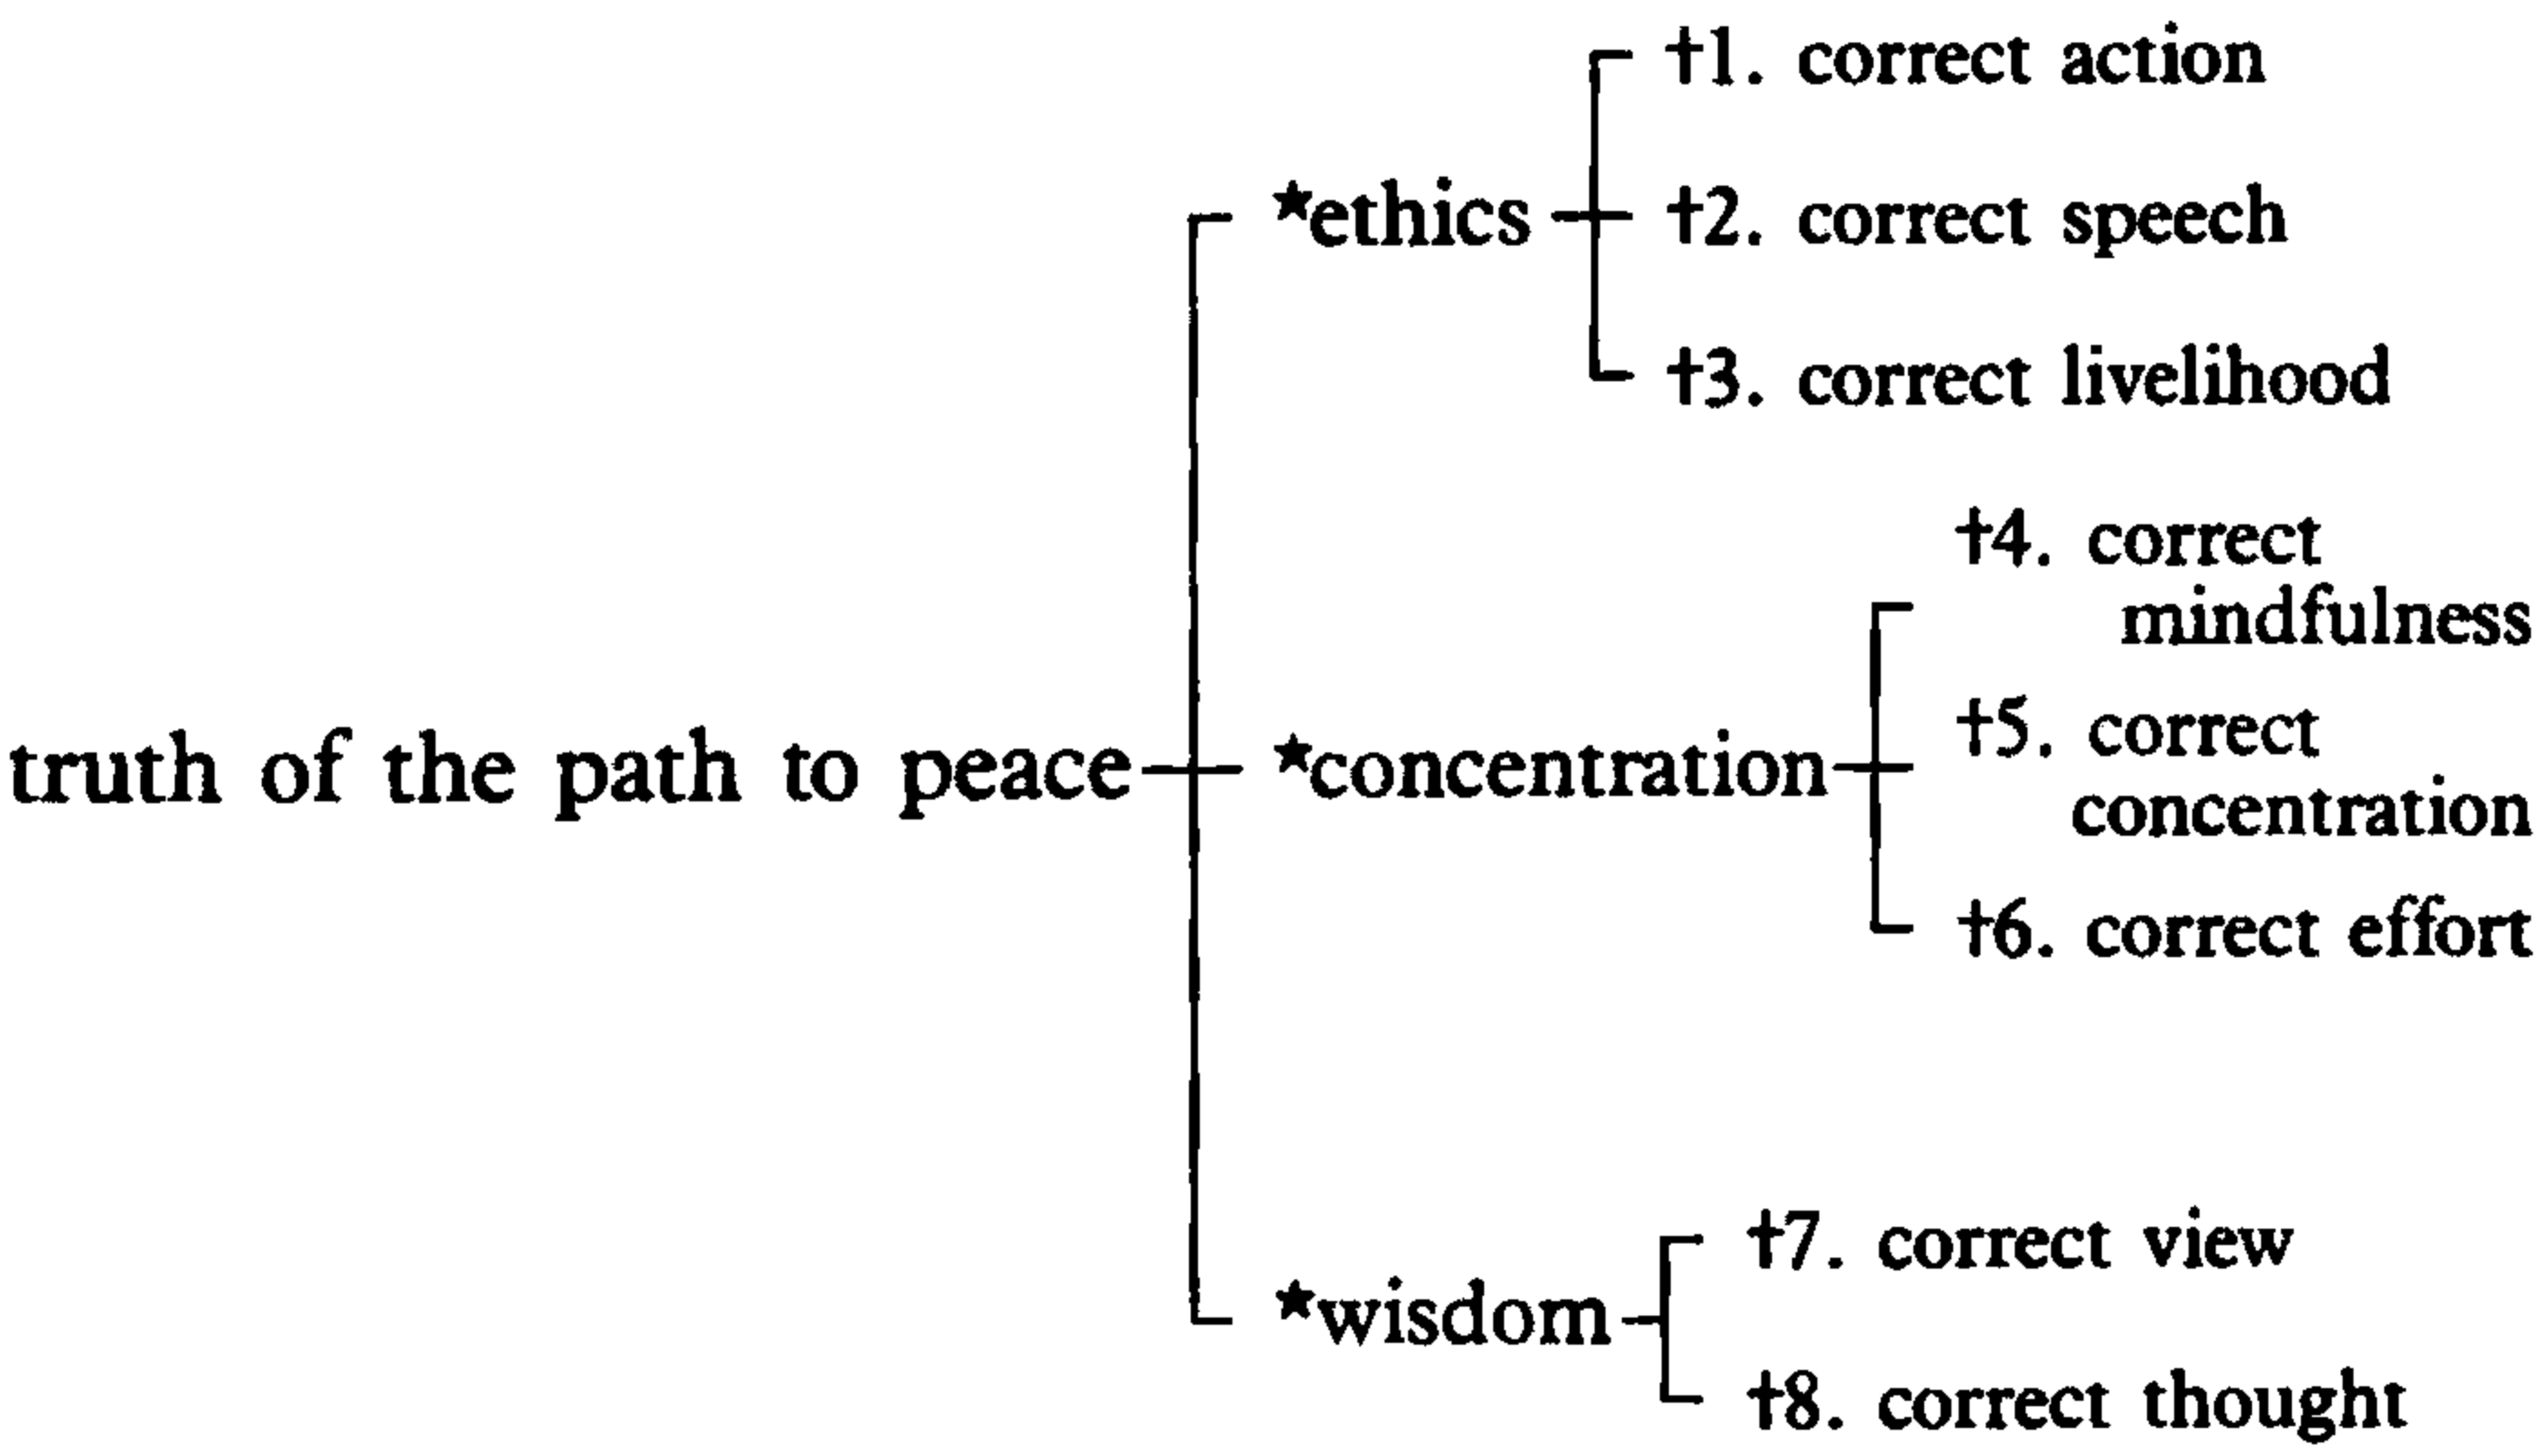 †1. correct action
★ethics
†2. correct speech
†3. correct livelihood
†4. correct
mindfulness
†5. correct
truth of the path to peace
★concentration
concentration
†6. correct effort
†7. correct view
★wisdom
†8. correct thought